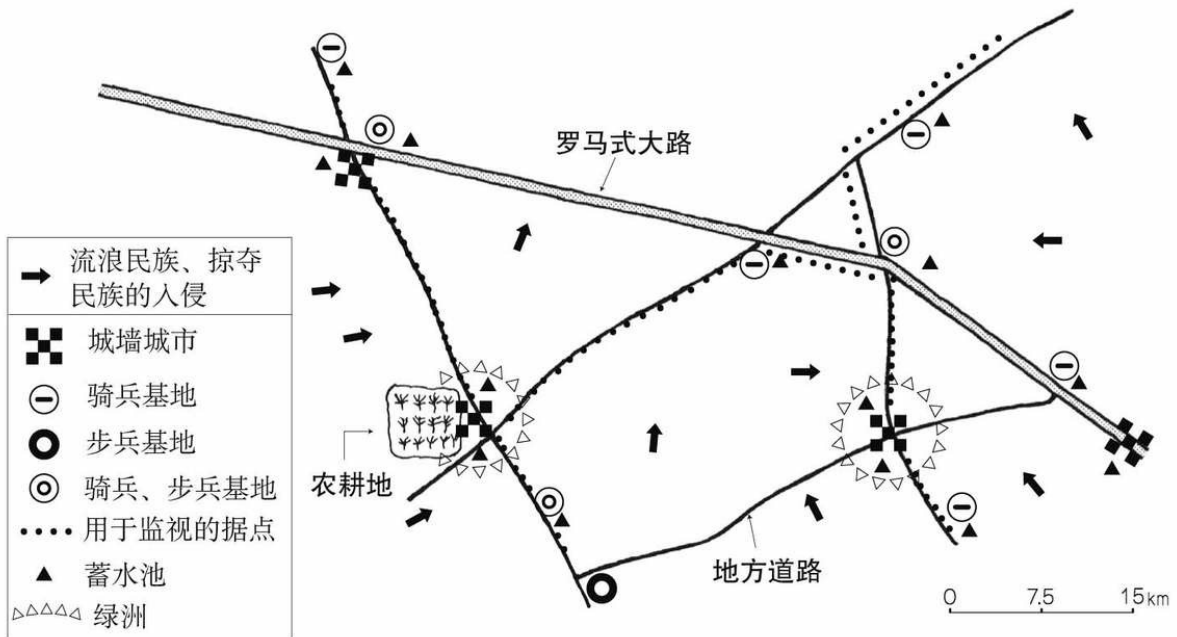 罗马式大路
流浪民族、掠夺
民族的入侵
城墙城市
骑兵基地
步兵基地
骑兵、步兵基地
用于监视的据点
蓄水池
绿洲
农耕地
地方道路
0 7.5 15km